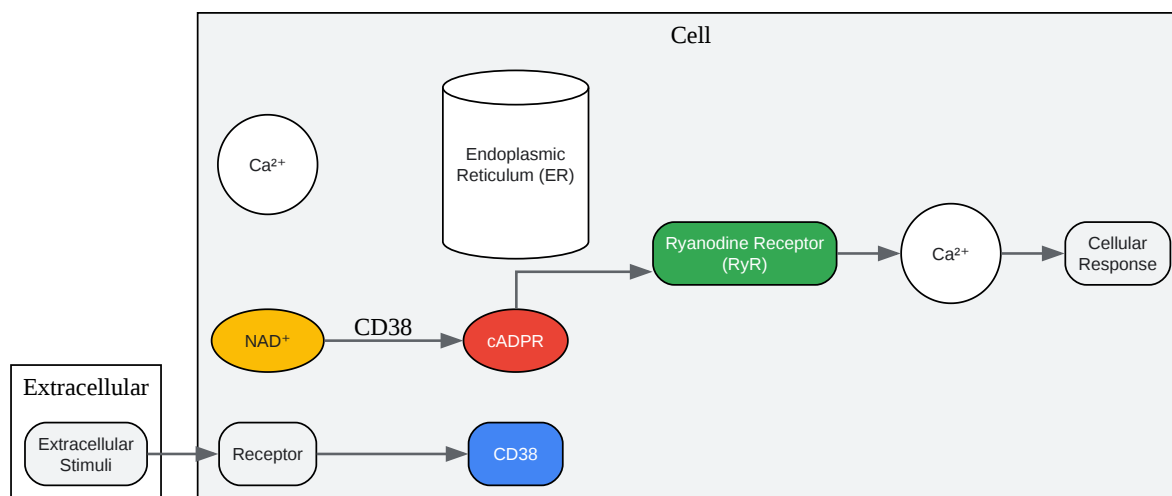 Cell
Ca²⁺
Endoplasmic
Reticulum (ER)
Ryanodine Receptor
(RyR)
Ca²⁺
Cellular
Response
NAD⁺
CD38
cADPR
Extracellular
Extracellular
Stimuli
Receptor
CD38